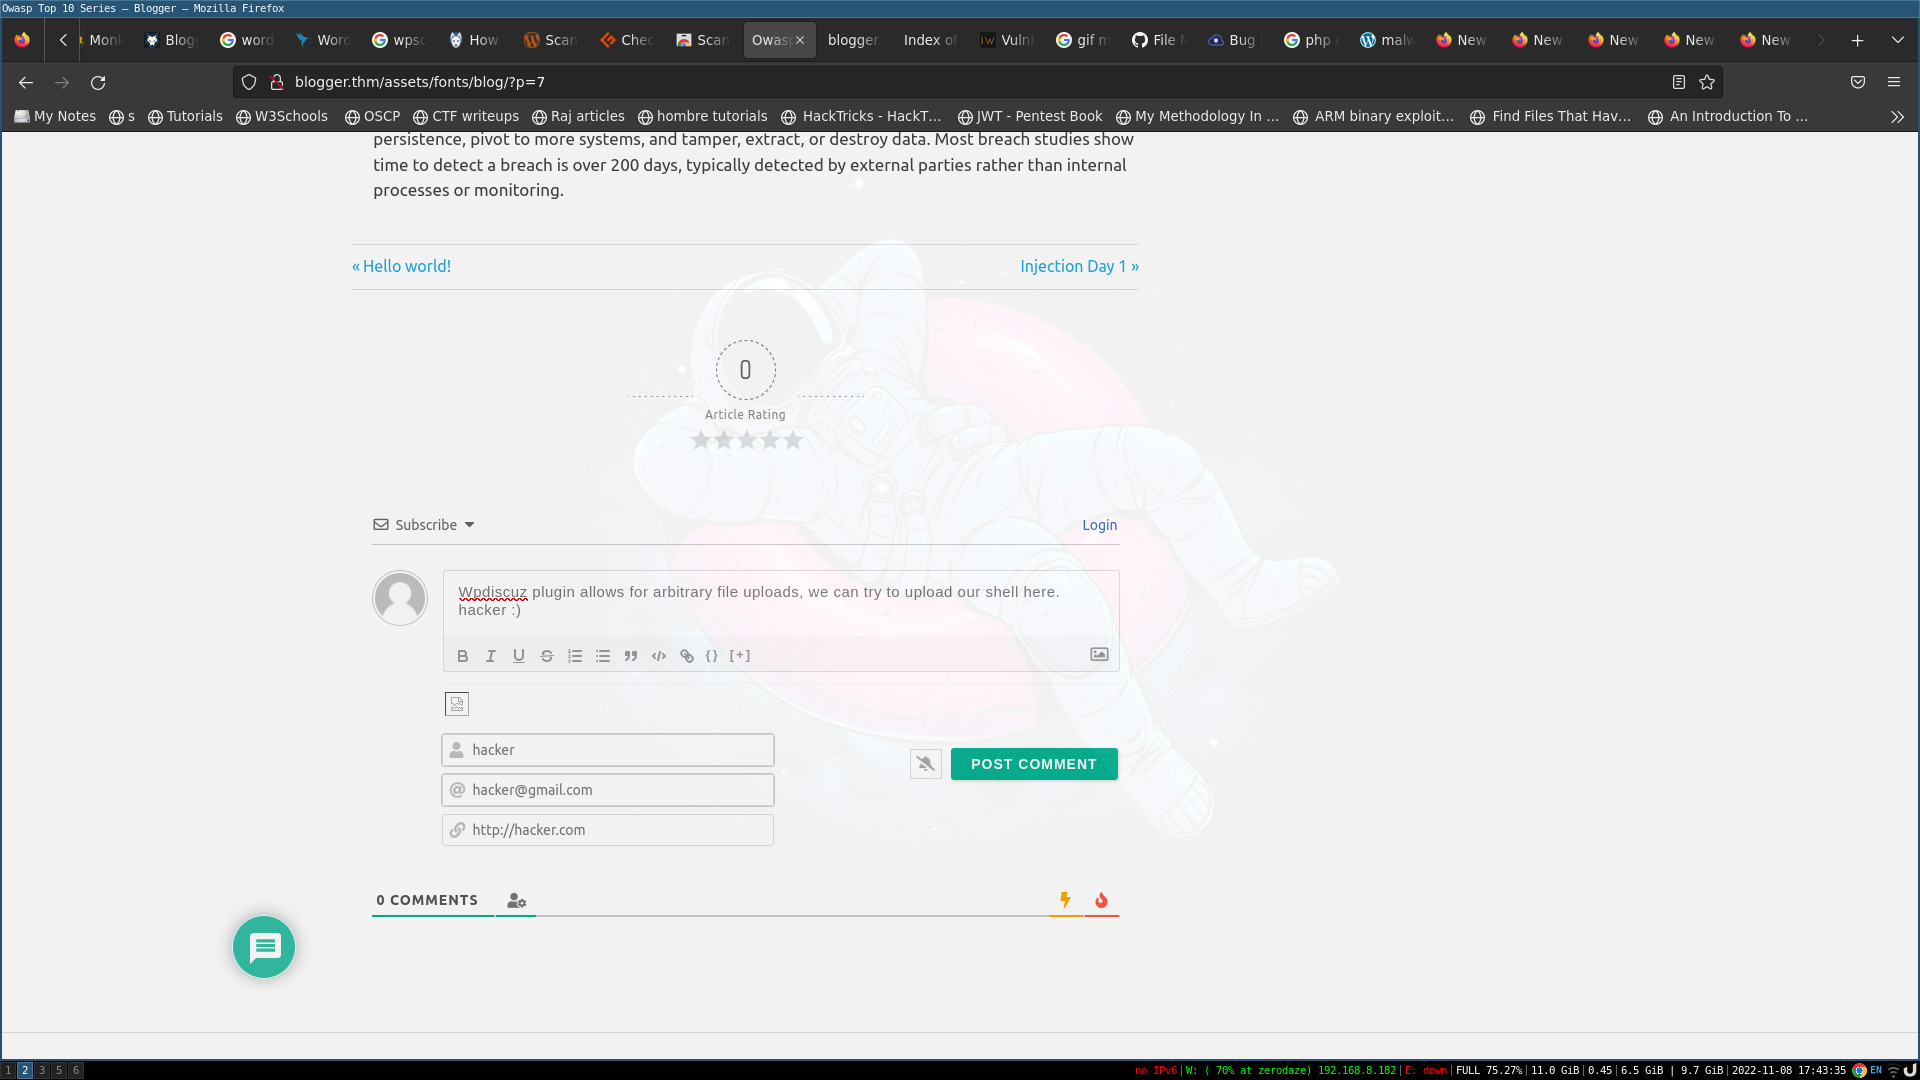 Owasp Top 10 Series — Blogger — Mozilla Firefox
Monk Blog word Word wpsc How Scan Chec Scan Owas blogger. Index of Vulni gif m File Bug php malw New New New New New
blogger.thm/assets/fonts/blog/?p=7
My Notes s Tutorials W3Schools OSCP CTF writeups Raj articles hombre tutorials HackTricks - HackT… JWT - Pentest Book My Methodology In … ARM binary exploit… Find Files That Hav… An Introduction To …
persistence, pivot to more systems, and tamper, extract, or destroy data. Most breach studies show
time to detect a breach is over 200 days, typically detected by external parties rather than internal
processes or monitoring.
« Hello world! Injection Day 1 »
0
Article Rating
Subscribe Login
Wpdiscuz plugin allows for arbitrary file uploads, we can try to upload our shell here.
hacker :)
B I U S {} [+]
hacker
POST COMMENT
hacker@gmail.com
http://hacker.com
0 COMMENTS
1 2 3 5 6 no IPv6|W: ( 70% at zerodaze) 192.168.8.182|E: down|FULL 75.27%|11.0 GiB|0.45|6.5 GiB | 9.7 GiB|2022-11-08 17:43:35 EN